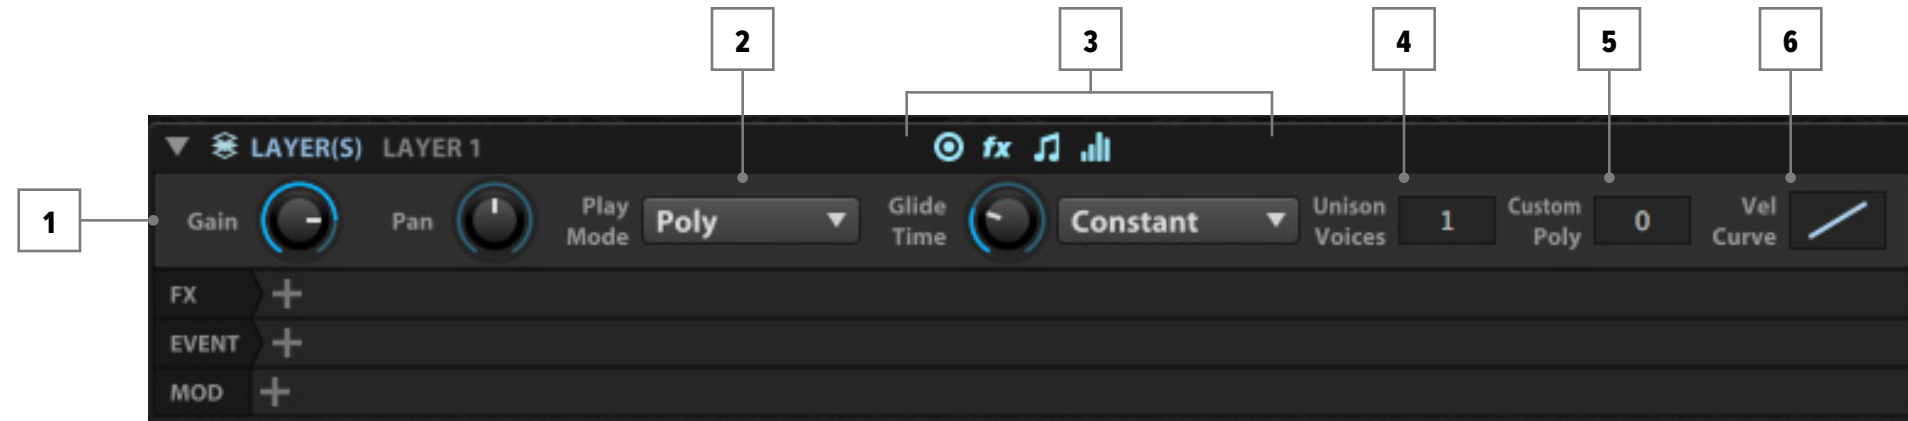 2 3 4 5 6
LAYER(S) LAYER 1 fx
1 Gain Pan Play Mode Poly Glide Time Constant Unison Voices 1 Custom Poly 0 Vel Curve
FX
EVENT
MOD